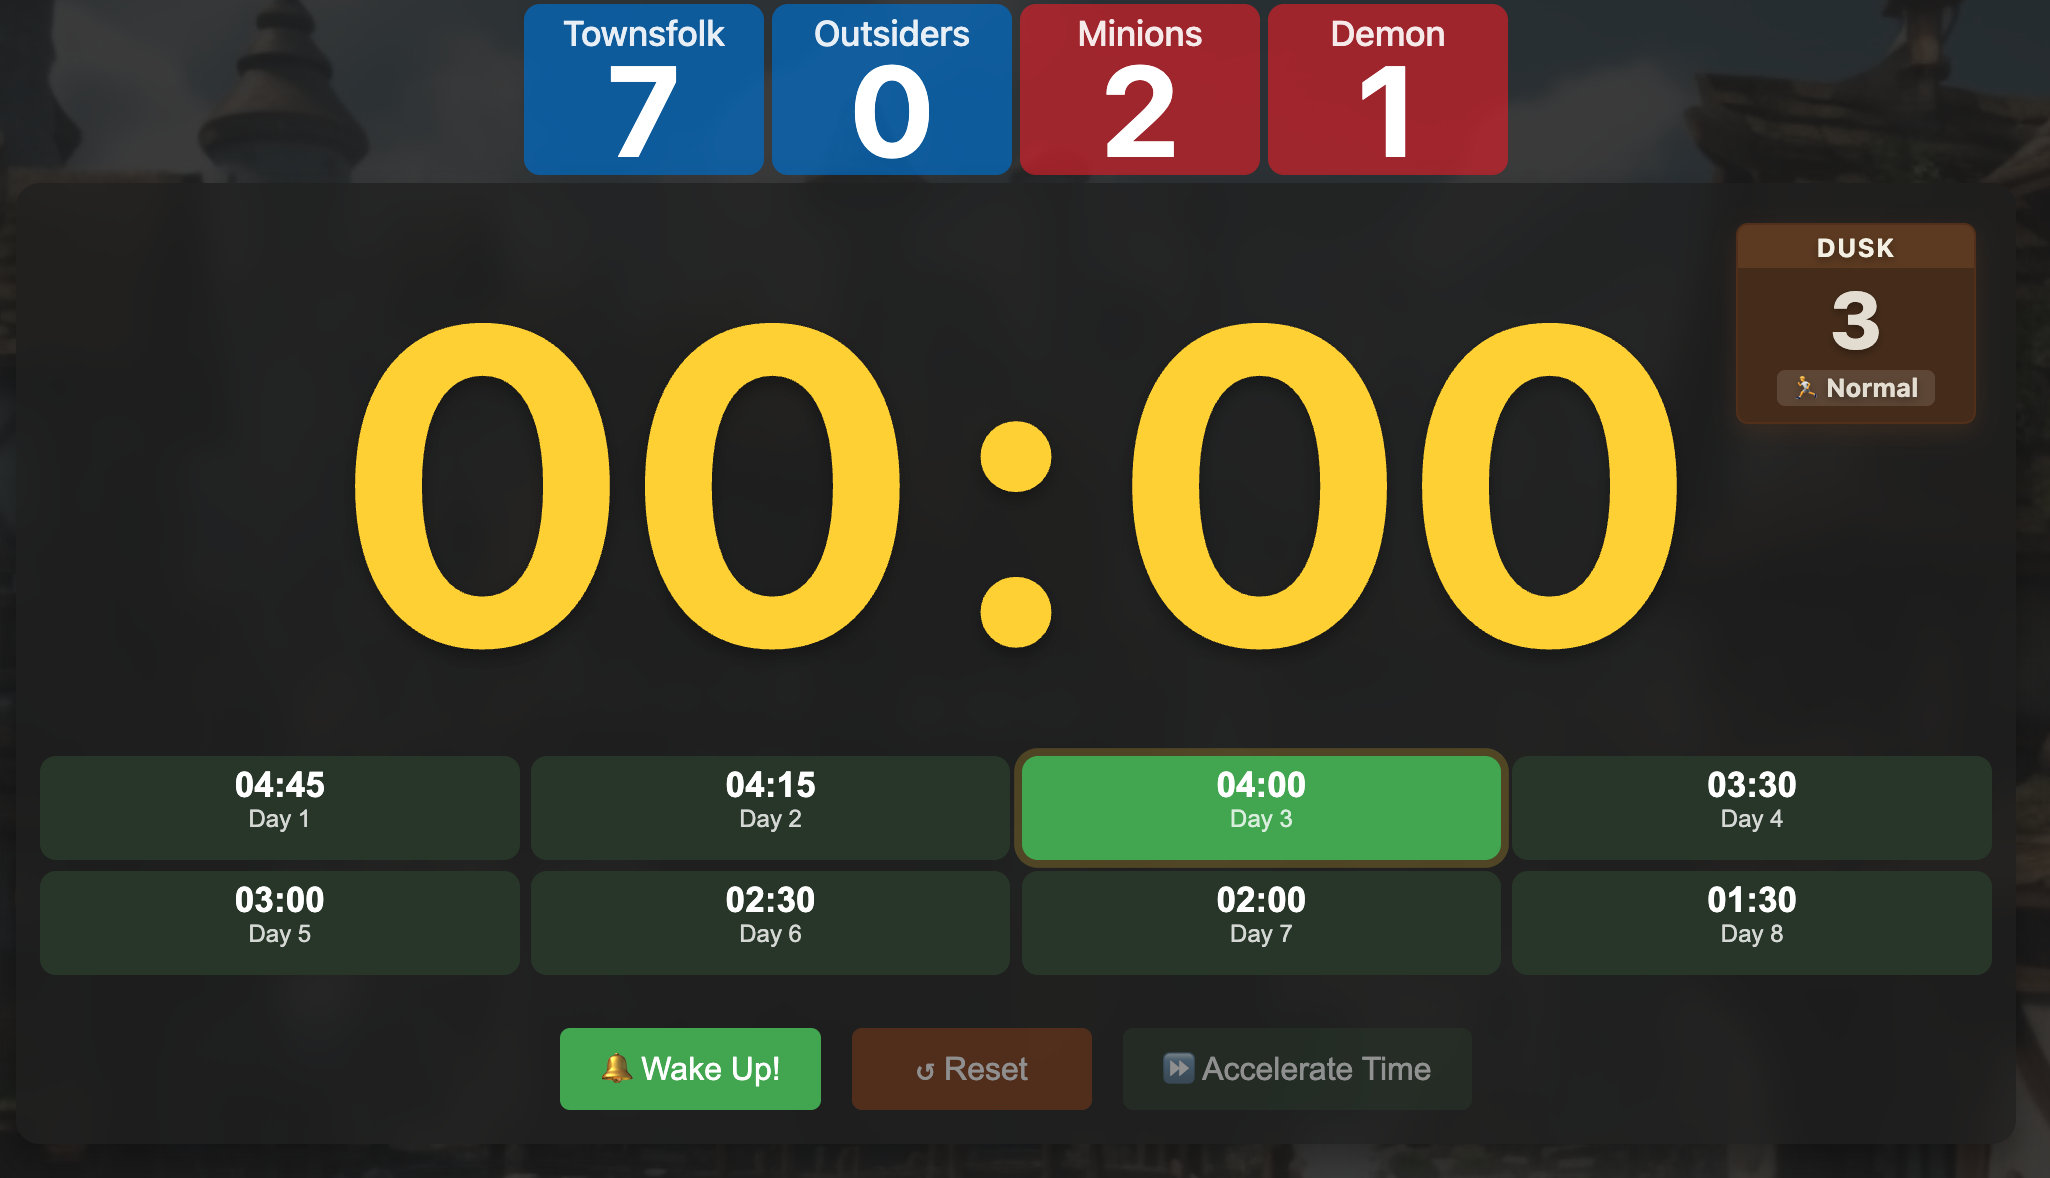 Townsfolk
7
Outsiders
0
Minions
2
Demon
1
DUSK
3
🏃 Normal
00:00
04:45
Day 1
04:15
Day 2
04:00
Day 3
03:30
Day 4
03:00
Day 5
02:30
Day 6
02:00
Day 7
01:30
Day 8
🔔 Wake Up!
↺ Reset
⏩ Accelerate Time